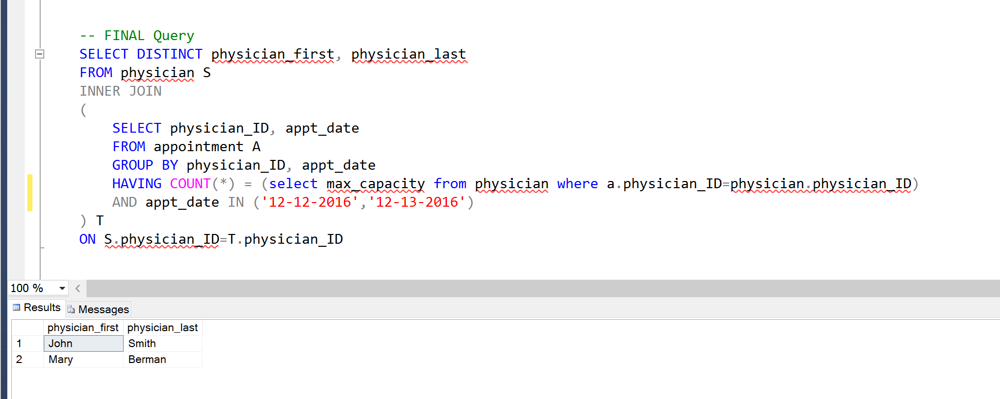 -- FINAL Query
SELECT DISTINCT physician_first, physician_last
FROM physician S
INNER JOIN
(
SELECT physician_ID, appt_date
FROM appointment A
GROUP BY physician_ID, appt_date
HAVING COUNT(*) = (select max_capacity from physician where a.physician_ID=physician.physician_ID)
AND appt_date IN ('12-12-2016','12-13-2016')
) T
ON S.physician_ID=T.physician_ID
100 %
Results Messages
physician_first physician_last
1 John Smith
2 Mary Berman